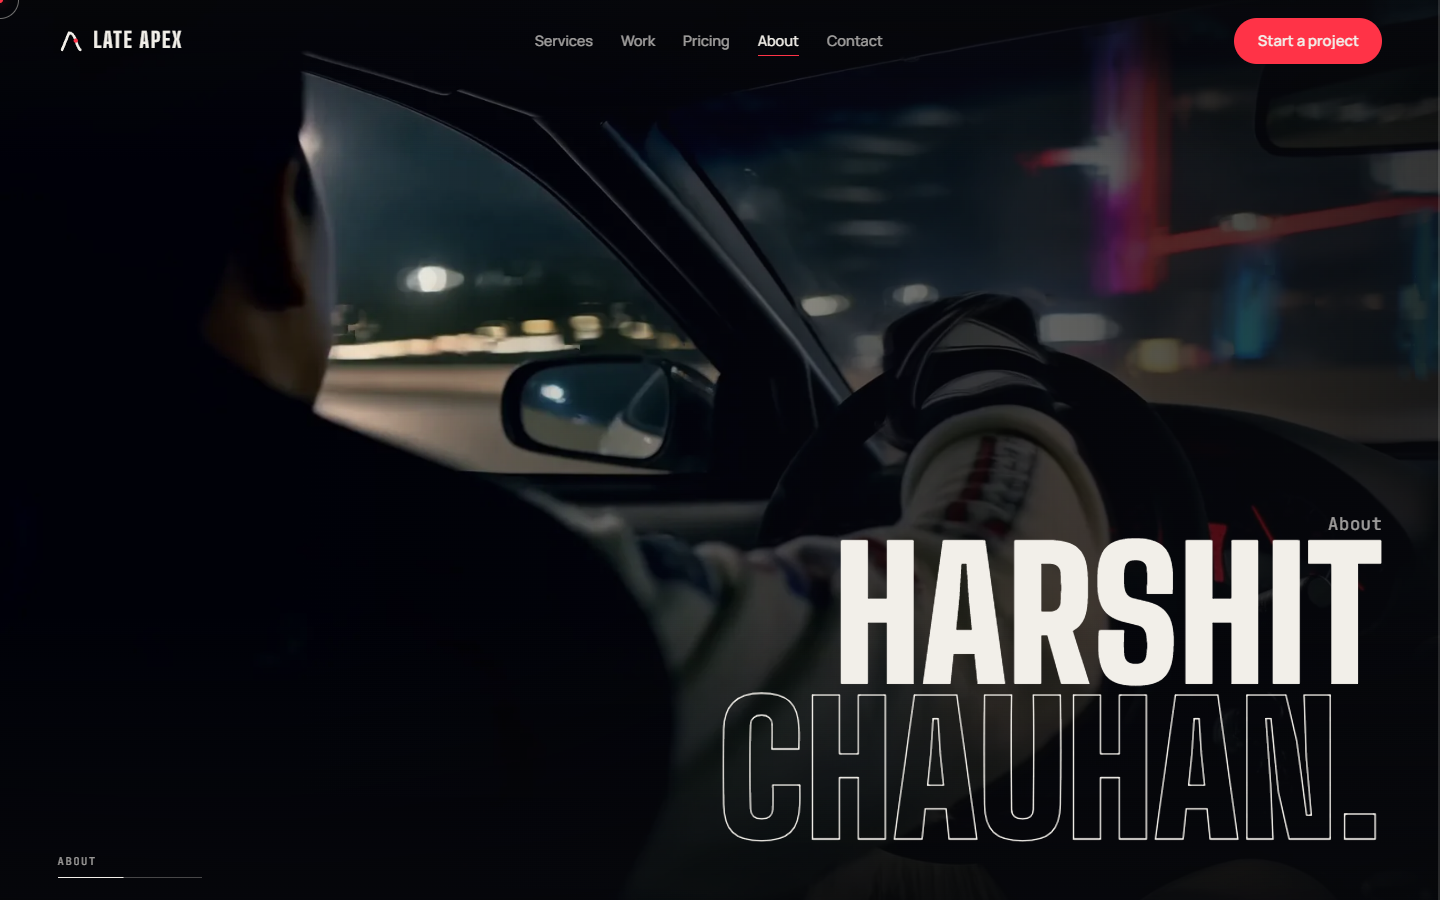 LATE APEX
Services
Work
Pricing
About
Contact
Start a project
About
HARSHIT
CHAUHAN.
ABOUT